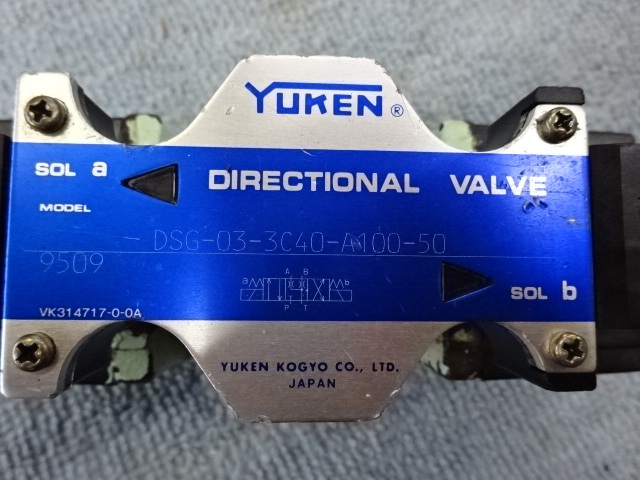 YUKEN ®
SOL a
DIRECTIONAL VALVE
MODEL
DSG-03-3C40-A100-50
9509
a A B b
P T
SOL b
VK314717-0-0A
YUKEN KOGYO CO., LTD.
JAPAN